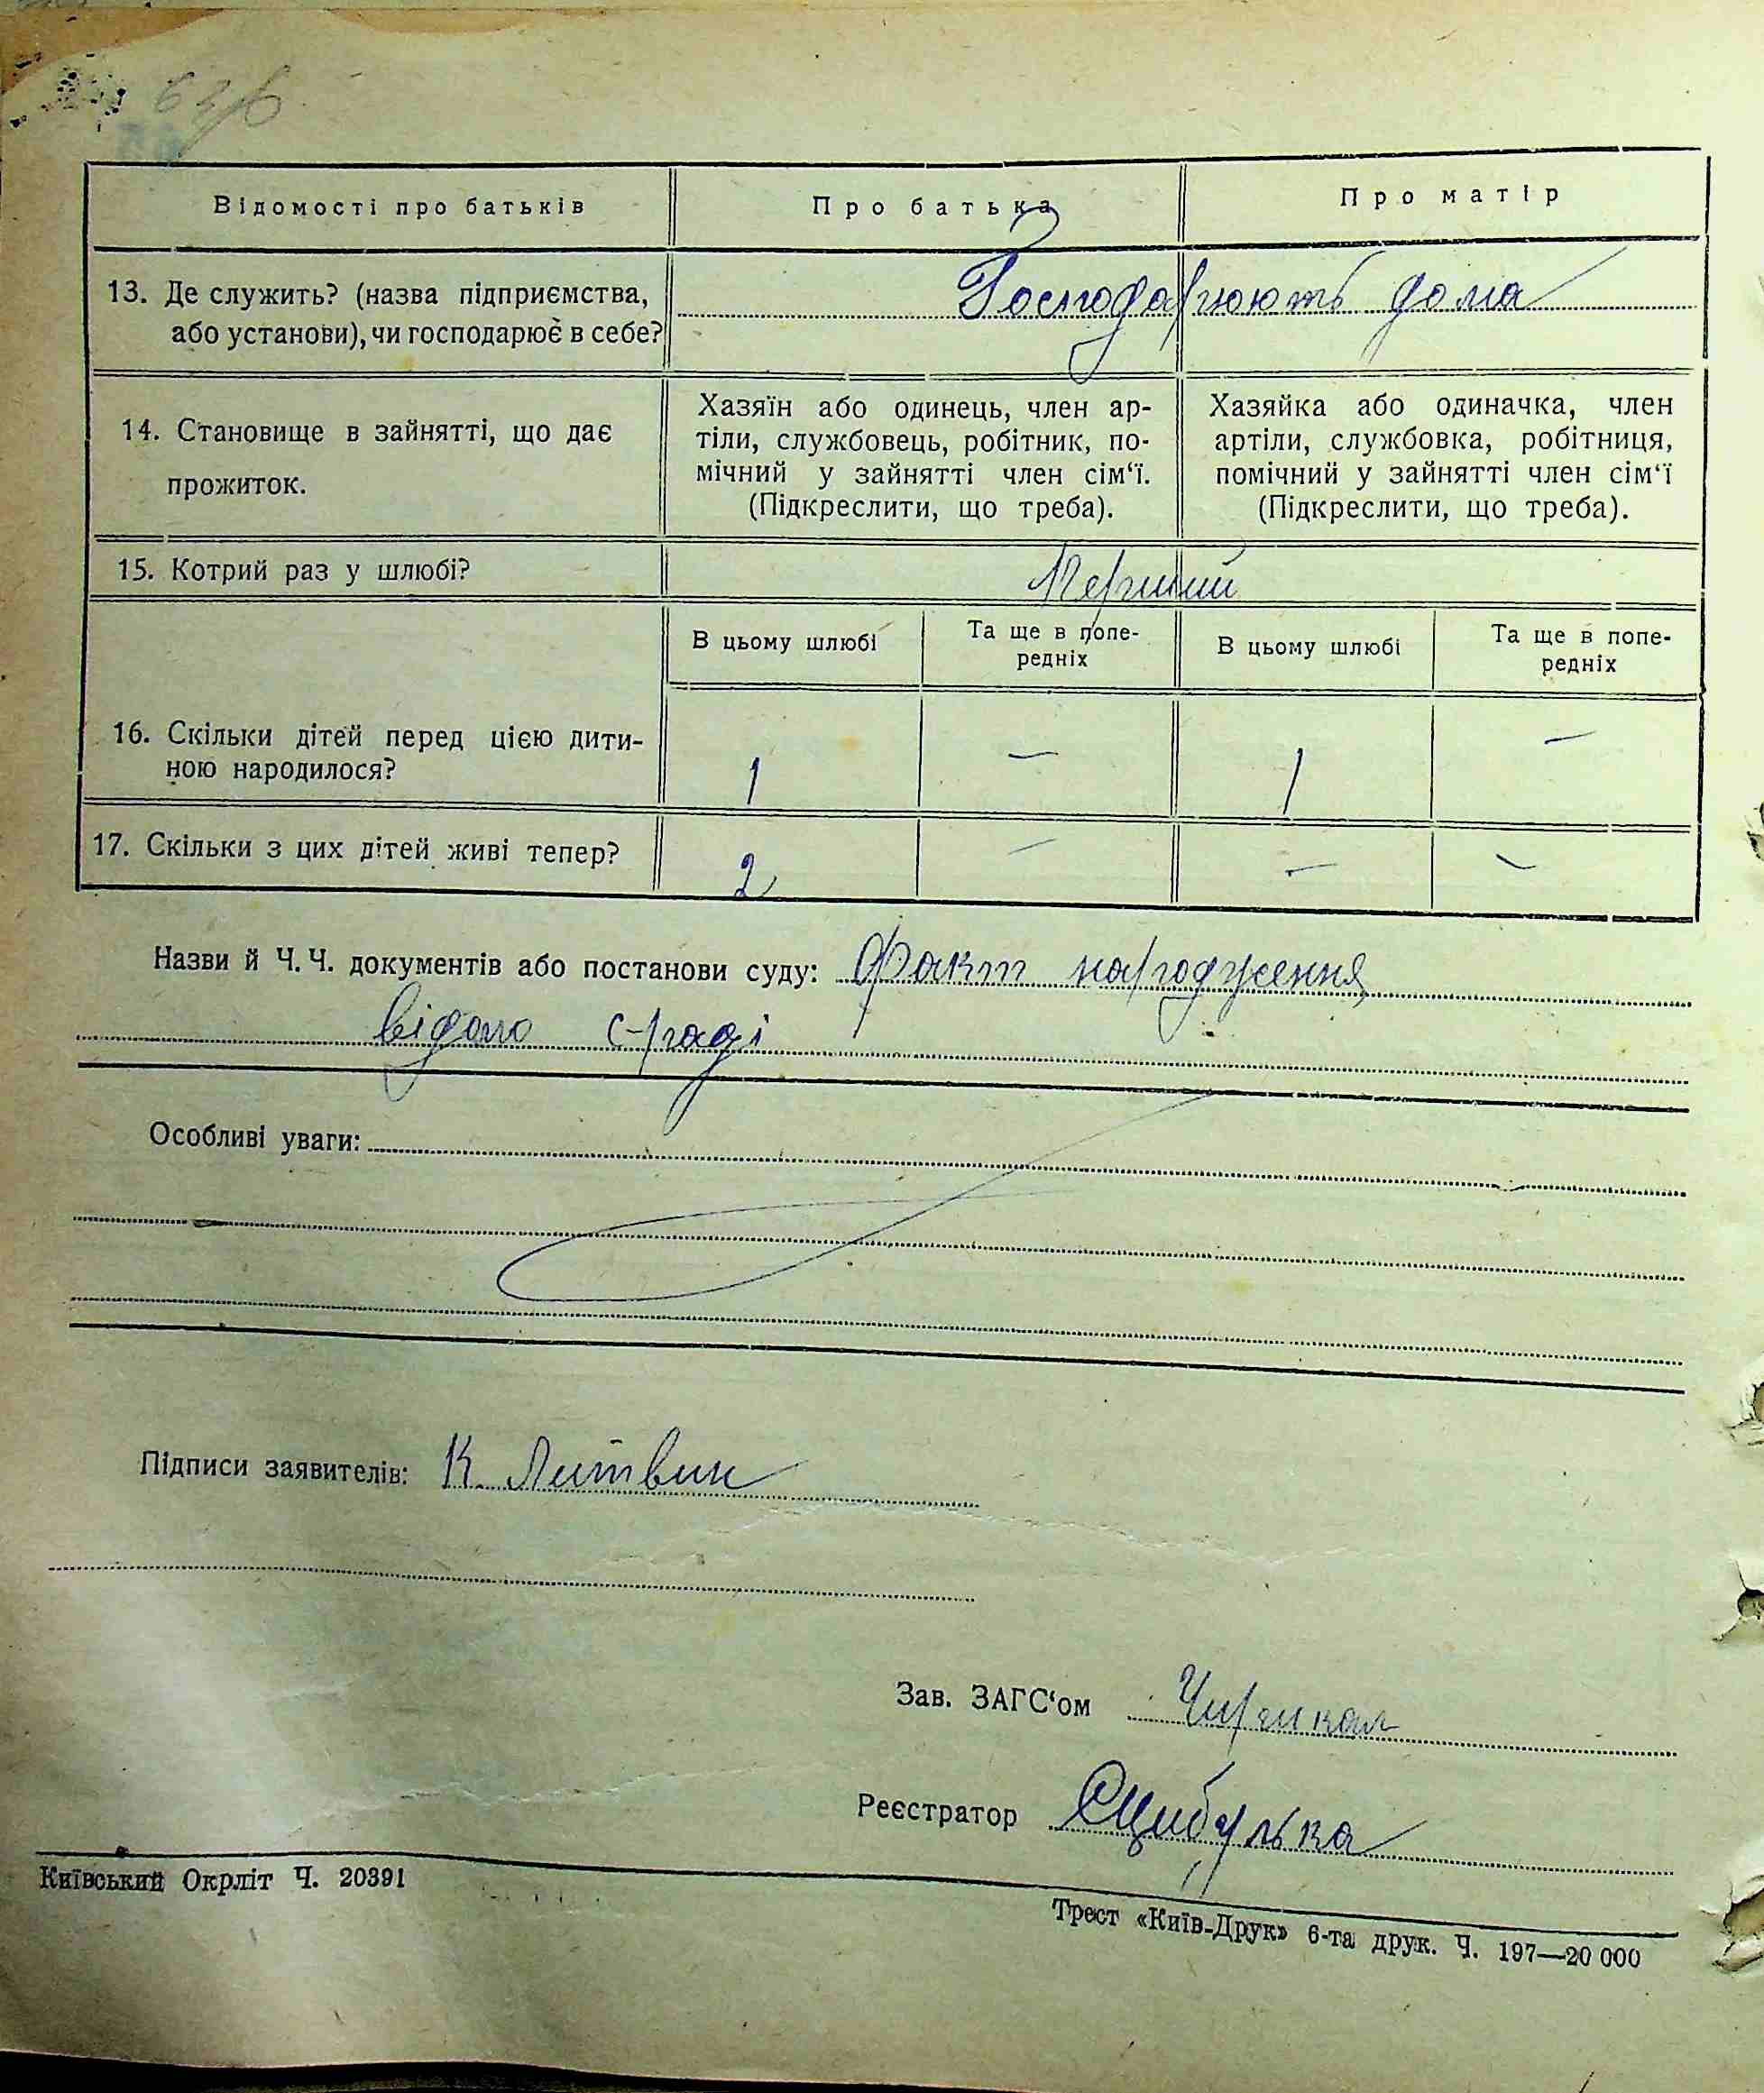 63
Відомості про батьків
Про батька
Про матір
13. Де служить? (назва підприємства,
або установи), чи господарює в себе?
Господарюють дома
14. Становище в зайнятті, що дає
прожиток.
Хазяїн або одинець, член ар-
тіли, службовець, робітник, по-
мічний у зайнятті член сім‘ї.
(Підкреслити, що треба).
Хазяйка або одиначка, член
артіли, службовка, робітниця,
помічний у зайнятті член сім‘ї
(Підкреслити, що треба).
15. Котрий раз у шлюбі?
Перший
В цьому шлюбі
Та ще в попе-
редніх
В цьому шлюбі
Та ще в попе-
редніх
16. Скільки дітей перед цією дити-
ною народилося?
1 — 1 —
17. Скільки з цих дітей живі тепер?
2 — — —
Назви й Ч. Ч. документів або постанови суду: Факт народження
відомо с-раді
Особливі уваги:
Підписи заявителів: К. Литвин
Зав. ЗАГС‘ом
Реєстратор Єцибулька
Київський Окрліт Ч. 20391
Трест «Київ-Друк» 6-та друк. Ч. 197—20 000